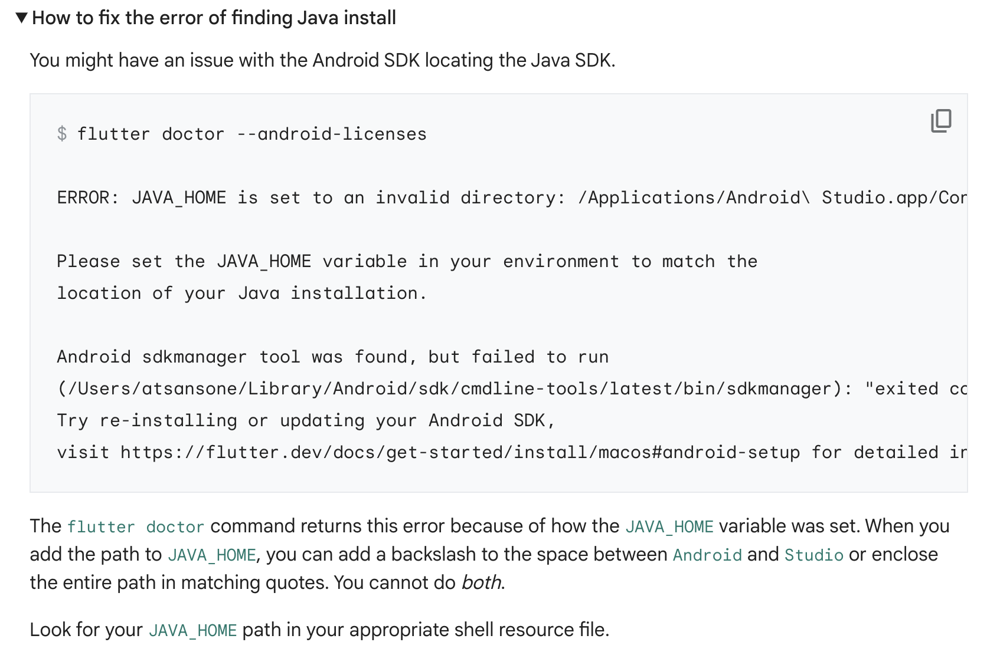 How to fix the error of finding Java install
You might have an issue with the Android SDK locating the Java SDK.
$ flutter doctor --android-licenses
ERROR: JAVA_HOME is set to an invalid directory: /Applications/Android\ Studio.app/Con
Please set the JAVA_HOME variable in your environment to match the
location of your Java installation.
Android sdkmanager tool was found, but failed to run
(/Users/atsansone/Library/Android/sdk/cmdline-tools/latest/bin/sdkmanager): "exited co
Try re-installing or updating your Android SDK,
visit https://flutter.dev/docs/get-started/install/macos#android-setup for detailed in
The flutter doctor command returns this error because of how the JAVA_HOME variable was set. When you
add the path to JAVA_HOME, you can add a backslash to the space between Android and Studio or enclose
the entire path in matching quotes. You cannot do both.
Look for your JAVA_HOME path in your appropriate shell resource file.